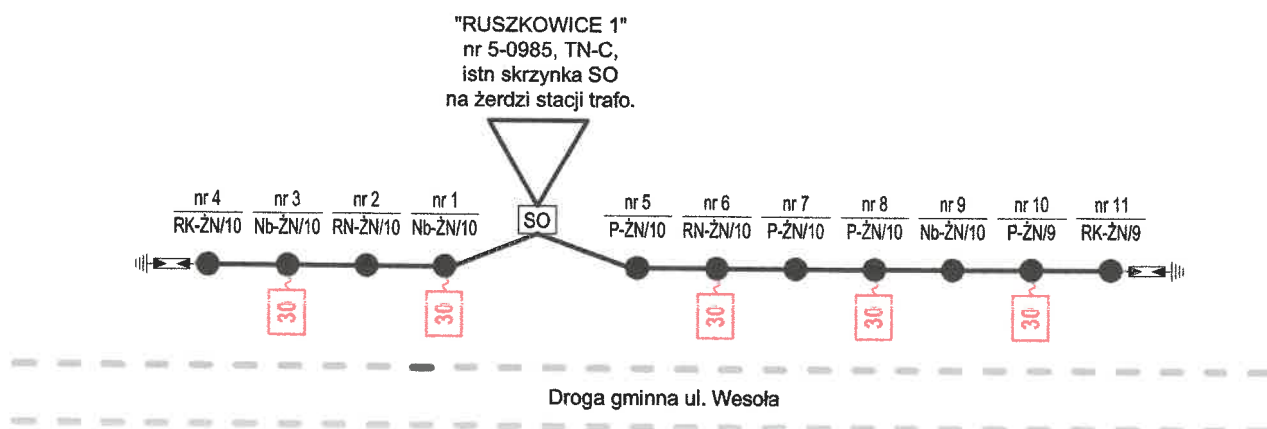 "RUSZKOWICE 1"
nr 5-0985, TN-C,
istn skrzynka SO
na żerdzi stacji trafo.
nr 4
RK-ŻN/10
nr 3
Nb-ŻN/10
nr 2
RN-ŻN/10
nr 1
Nb-ŻN/10
SO
nr 5
P-ŻN/10
nr 6
RN-ŻN/10
nr 7
P-ŻN/10
nr 8
P-ŻN/10
nr 9
Nb-ŻN/10
nr 10
P-ŻN/9
nr 11
RK-ŻN/9
30
30
30
30
30
Droga gminna ul. Wesoła